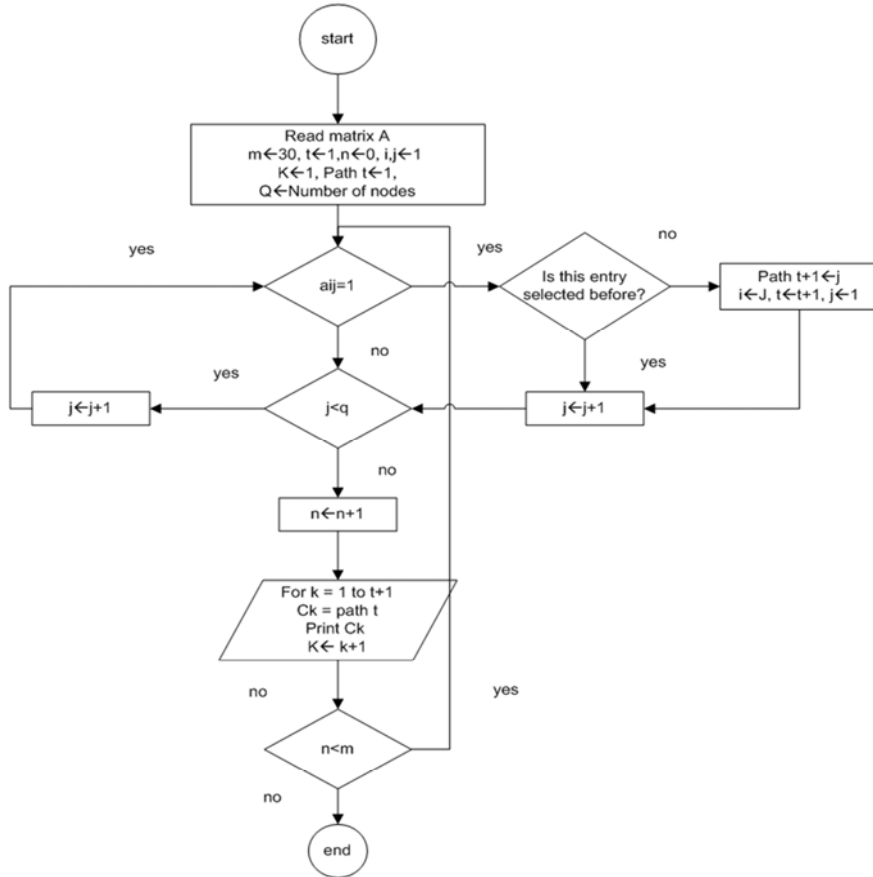 start
Read matrix A
m←30, t←1,n←0, i,j←1
K←1, Path t←1,
Q←Number of nodes
yes
yes
no
aij=1
Is this entry
selected before?
Path t+1←j
i←J, t←t+1, j←1
no
yes
yes
j←j+1
j<q
j←j+1
no
n←n+1
For k = 1 to t+1
Ck = path t
Print Ck
K← k+1
no
yes
n<m
no
end